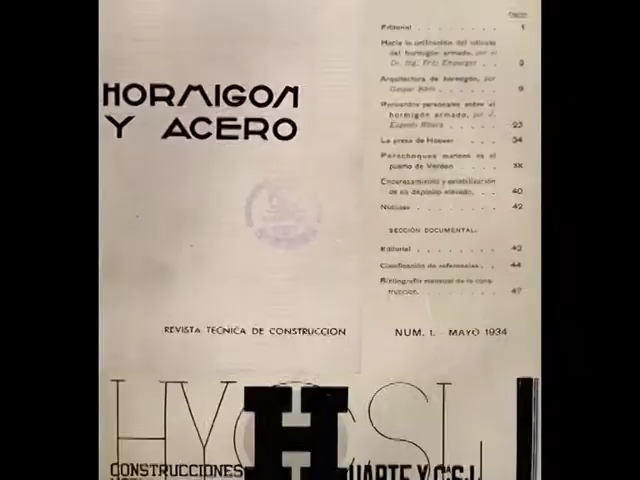 HORMIGON
Y ACERO
Editorial . . . . . . . . 1
Hacia la unificación del cálculo
del hormigón armado, por el
Dr. Ing. Fritz Emperger . . . 3
Arquitectura de hormigón, por
Gaspar Blein . . . . . . 9
Recuerdos personales sobre el
hormigón armado, por J.
Eugenio Ribera . . . . . 23
La presa de Hoover . . . . 34
Parachoques marinos en el
puerto de Verdon . . . . .
Enderezamiento y estabilización
de un depósito elevado. . . 40
Noticias . . . . . . . . 42
SECCIÓN DOCUMENTAL:
Editorial . . . . . . . . 43
Clasificación de referencias. . 44
Bibliografía mensual de la cons-
trucción. . . . . . . . 47
REVISTA TECNICA DE CONSTRUCCION
NUM. 1. - MAYO 1934
HYCSL
H
CONSTRUCCIONES
HUARTE Y Cª S.L.